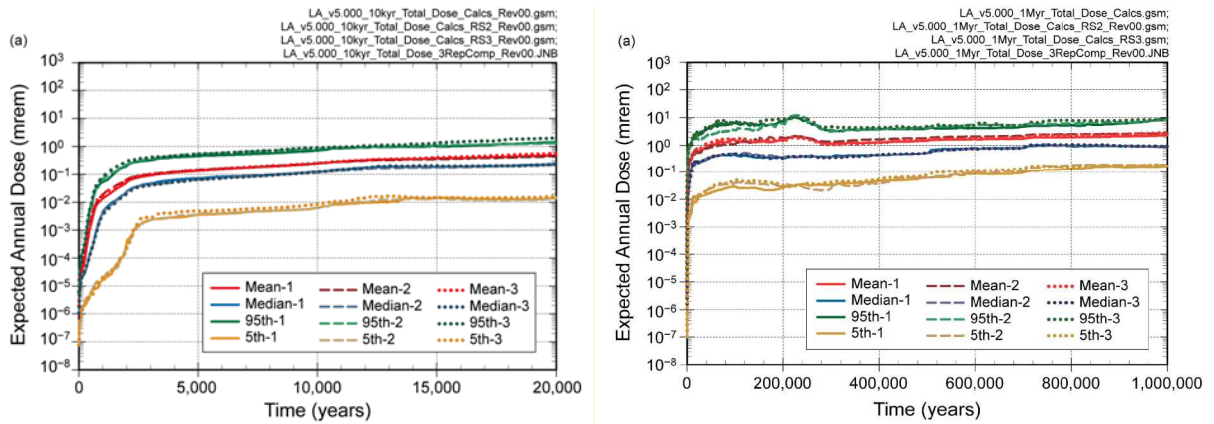 LA_v5.000_10kyr_Total_Dose_Calcs_Rev00.gsm;
LA_v5.000_10kyr_Total_Dose_Calcs_RS2_Rev00.gsm;
LA_v5.000_10kyr_Total_Dose_Calcs_RS3_Rev00.gsm;
LA_v5.000_10kyr_Total_Dose_3RepComp_Rev00.JNB
(a)
10³
10²
10¹
10⁰
10⁻¹
10⁻²
10⁻³
10⁻⁴
10⁻⁵
10⁻⁶
10⁻⁷
10⁻⁸
Expected Annual Dose (mrem)
Mean-1 Mean-2 Mean-3
Median-1 Median-2 Median-3
95th-1 95th-2 95th-3
5th-1 5th-2 5th-3
0 5,000 10,000 15,000 20,000
Time (years)
LA_v5.000_1Myr_Total_Dose_Calcs.gsm;
LA_v5.000_1Myr_Total_Dose_Calcs_RS2.gsm;
LA_v5.000_1Myr_Total_Dose_Calcs_RS3.gsm;
LA_v5.000_1Myr_Total_Dose_3RepComp_Rev00.JNB
(a)
10³
10²
10¹
10⁰
10⁻¹
10⁻²
10⁻³
10⁻⁴
10⁻⁵
10⁻⁶
10⁻⁷
10⁻⁸
Expected Annual Dose (mrem)
Mean-1 Mean-2 Mean-3
Median-1 Median-2 Median-3
95th-1 95th-2 95th-3
5th-1 5th-2 5th-3
0 200,000 400,000 600,000 800,000 1,000,000
Time (years)